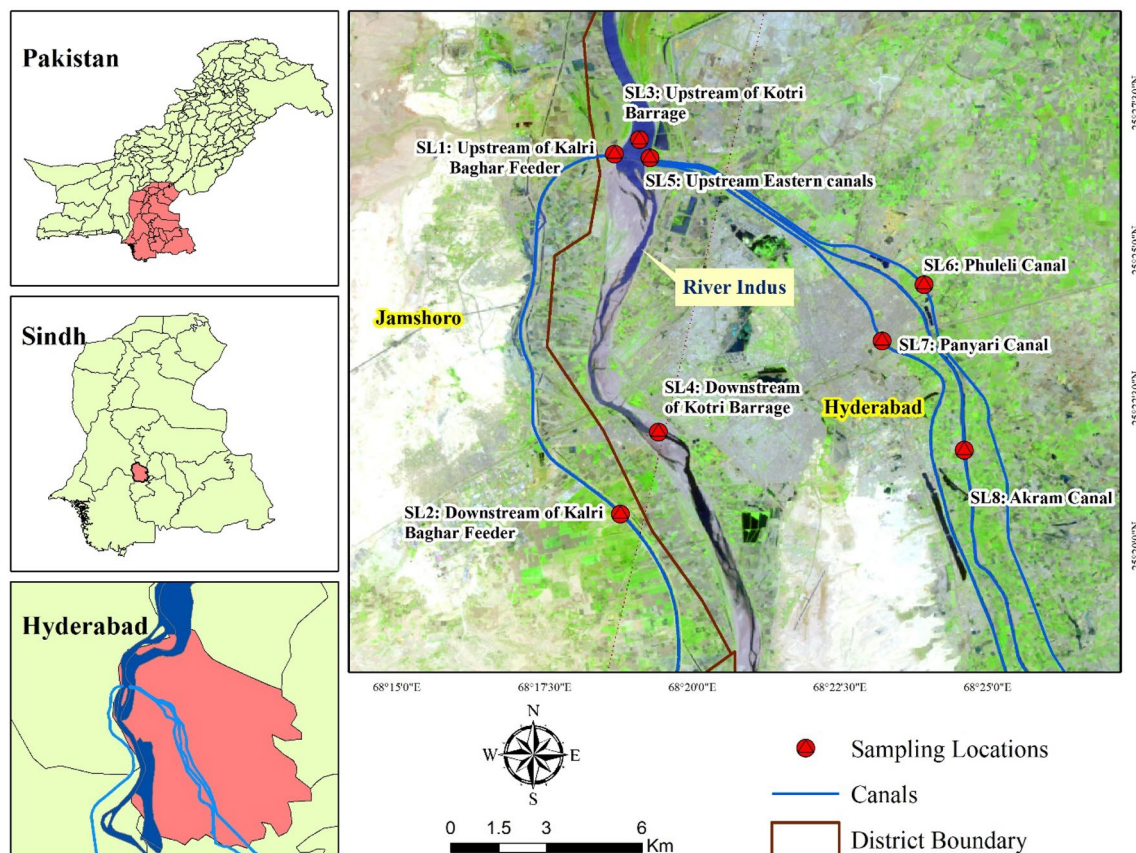 Pakistan
Sindh
Hyderabad
SL3: Upstream of Kotri
Barrage
SL1: Upstream of Kalri
Baghar Feeder
SL5: Upstream Eastern canals
SL6: Phuleli Canal
River Indus
Jamshoro
SL7: Panyari Canal
SL4: Downstream
of Kotri Barrage
Hyderabad
SL8: Akram Canal
SL2: Downstream of Kalri
Baghar Feeder
68°15'0"E 68°17'30"E 68°20'0"E 68°22'30"E 68°25'0"E
N
W E
S
0 1.5 3 6
Km
Sampling Locations
Canals
District Boundary